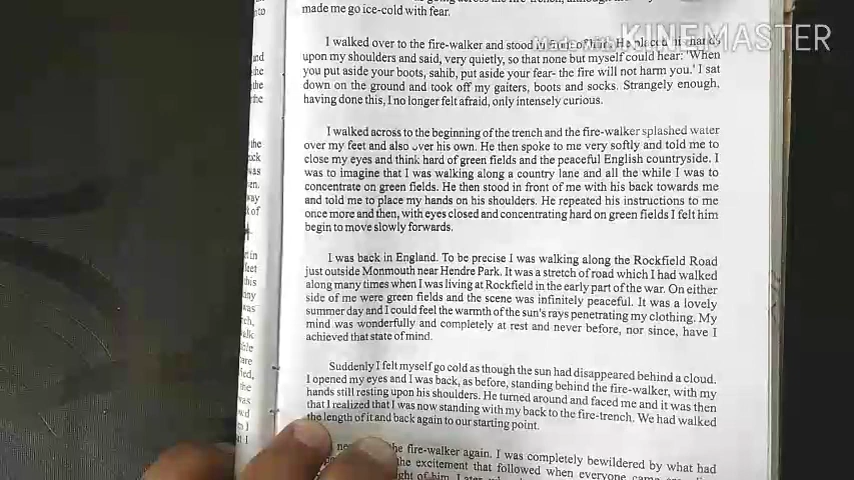 made me go ice-cold with fear.
Made with KINEMASTER
I walked over to the fire-walker and stood in front of him. He placed his hands
upon my shoulders and said, very quietly, so that none but myself could hear: 'When
you put aside your boots, sahib, put aside your fear- the fire will not harm you.' I sat
down on the ground and took off my gaiters, boots and socks. Strangely enough,
having done this, I no longer felt afraid, only intensely curious.
I walked across to the beginning of the trench and the fire-walker splashed water
over my feet and also over his own. He then spoke to me very softly and told me to
close my eyes and think hard of green fields and the peaceful English countryside. I
was to imagine that I was walking along a country lane and all the while I was to
concentrate on green fields. He then stood in front of me with his back towards me
and told me to place my hands on his shoulders. He repeated his instructions to me
once more and then, with eyes closed and concentrating hard on green fields I felt him
begin to move slowly forwards.
I was back in England. To be precise I was walking along the Rockfield Road
just outside Monmouth near Hendre Park. It was a stretch of road which I had walked
along many times when I was living at Rockfield in the early part of the war. On either
side of me were green fields and the scene was infinitely peaceful. It was a lovely
summer day and I could feel the warmth of the sun's rays penetrating my clothing. My
mind was wonderfully and completely at rest and never before, nor since, have I
achieved that state of mind.
Suddenly I felt myself go cold as though the sun had disappeared behind a cloud.
I opened my eyes and I was back, as before, standing behind the fire-walker, with my
hands still resting upon his shoulders. He turned around and faced me and it was then
that I realized that I was now standing with my back to the fire-trench. We had walked
the length of it and back again to our starting point.
fire-walker again. I was completely bewildered by what had
the excitement that followed when everyone came
of him.